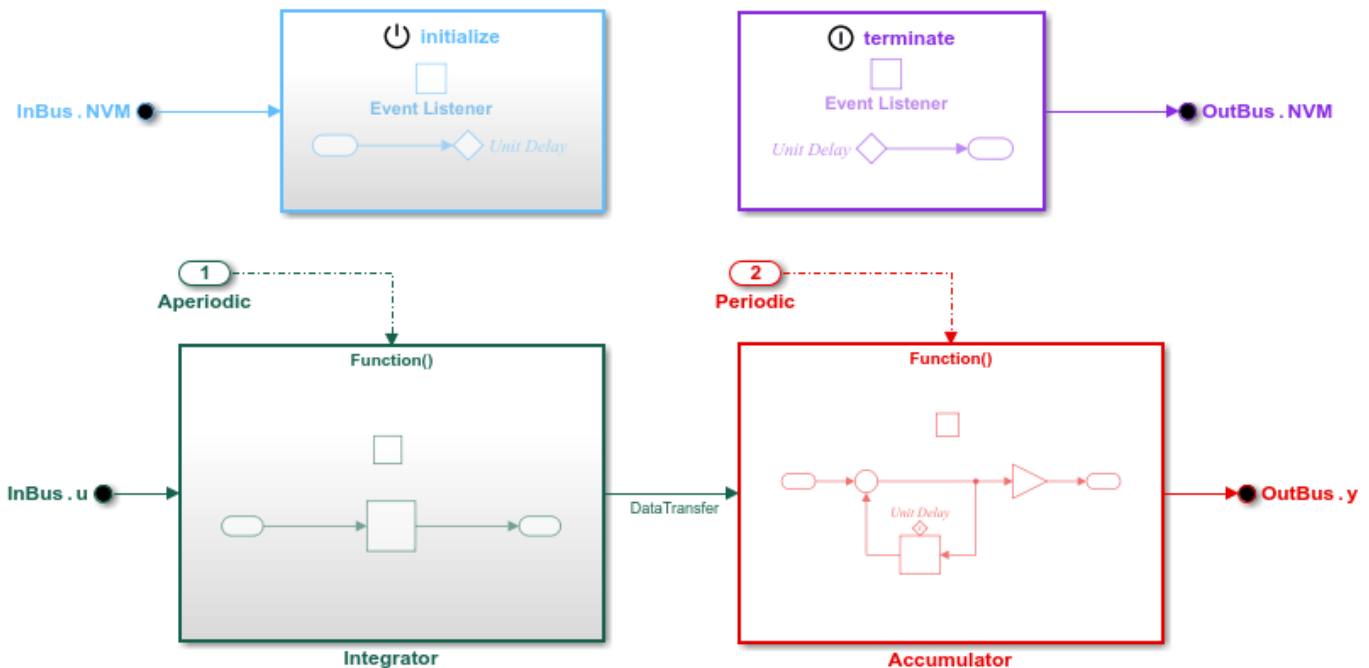 initialize
Event Listener
InBus.NVM
Unit Delay
terminate
Event Listener
OutBus.NVM
Unit Delay
1
Aperiodic
2
Periodic
Function()
InBus.u
DataTransfer
Integrator
Function()
Unit Delay
OutBus.y
Accumulator